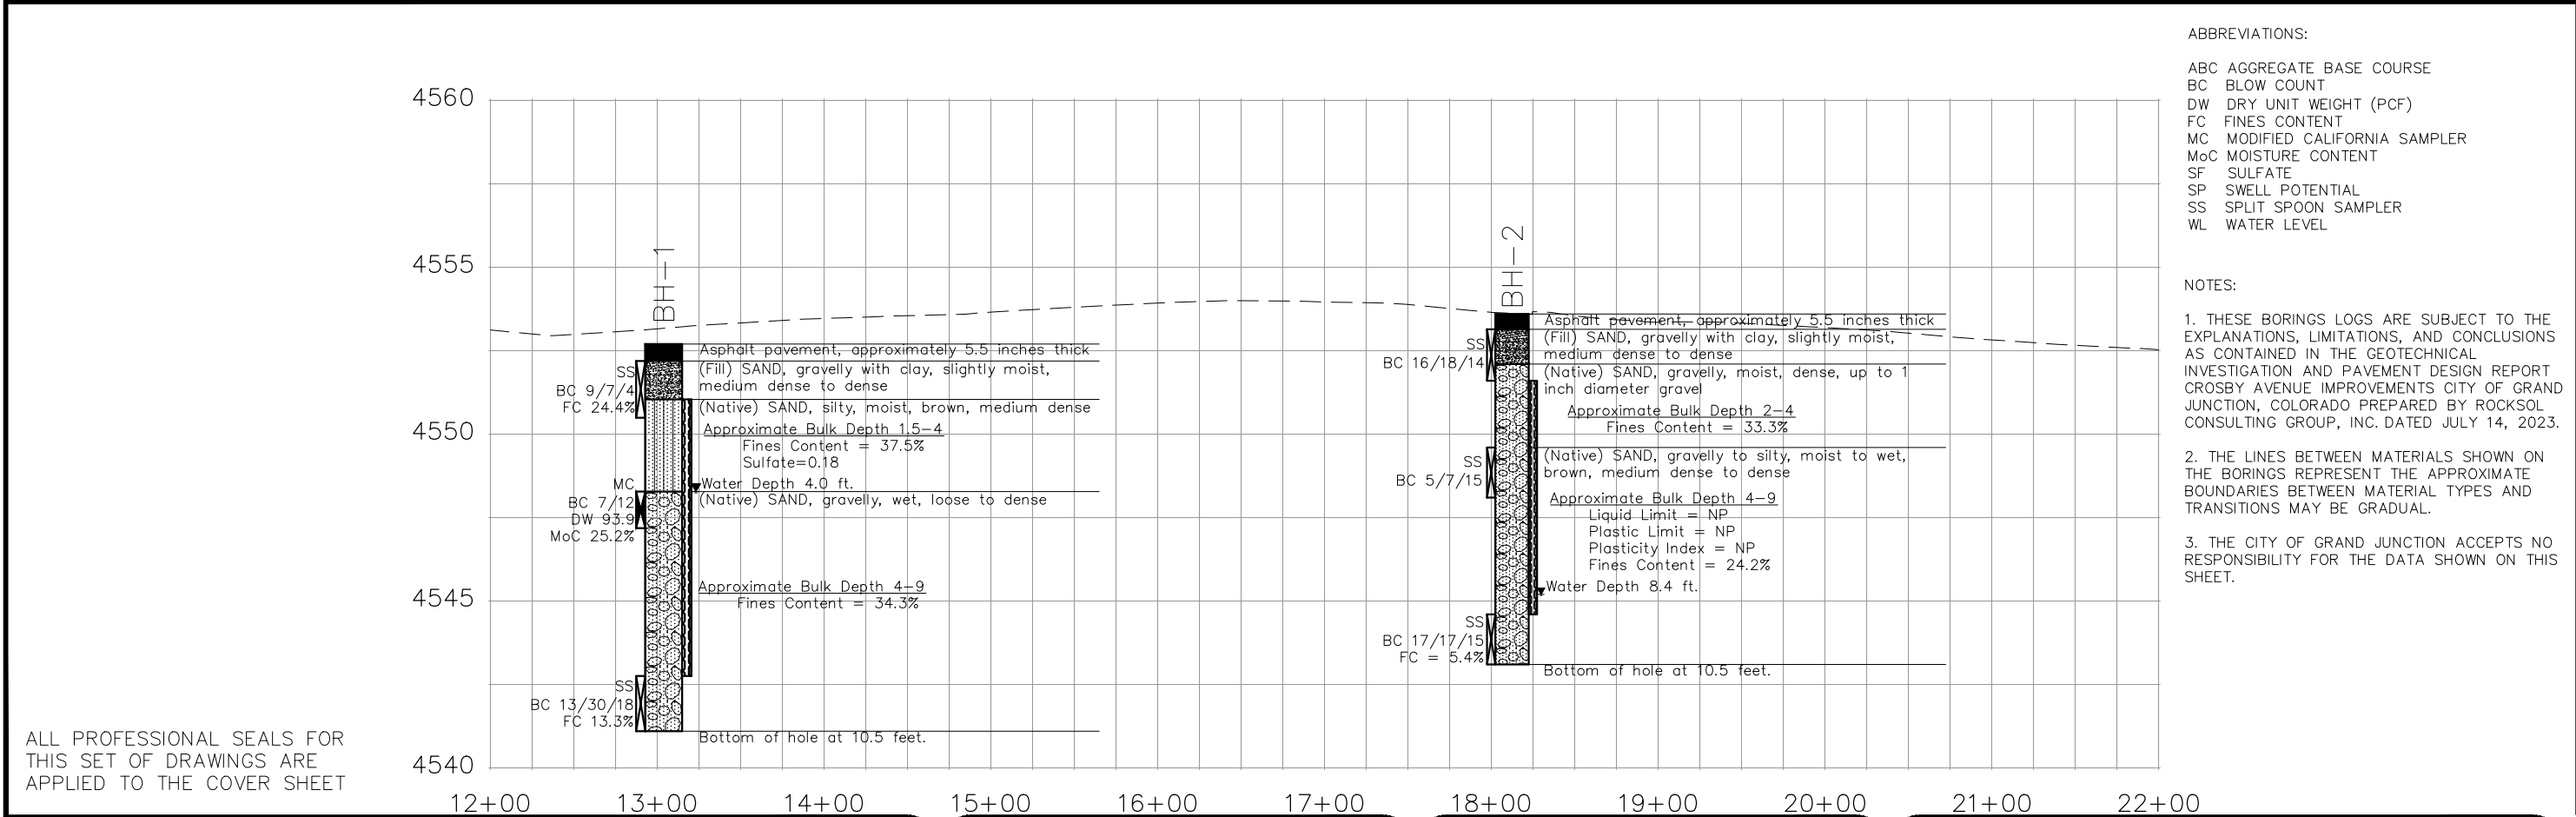 ABBREVIATIONS:
ABC AGGREGATE BASE COURSE
BC BLOW COUNT
DW DRY UNIT WEIGHT (PCF)
FC FINES CONTENT
MC MODIFIED CALIFORNIA SAMPLER
MoC MOISTURE CONTENT
SF SULFATE
SP SWELL POTENTIAL
SS SPLIT SPOON SAMPLER
WL WATER LEVEL
NOTES:
1. THESE BORINGS LOGS ARE SUBJECT TO THE
EXPLANATIONS, LIMITATIONS, AND CONCLUSIONS
AS CONTAINED IN THE GEOTECHNICAL
INVESTIGATION AND PAVEMENT DESIGN REPORT
CROSBY AVENUE IMPROVEMENTS CITY OF GRAND
JUNCTION, COLORADO PREPARED BY ROCKSOL
CONSULTING GROUP, INC. DATED JULY 14, 2023.
2. THE LINES BETWEEN MATERIALS SHOWN ON
THE BORINGS REPRESENT THE APPROXIMATE
BOUNDARIES BETWEEN MATERIAL TYPES AND
TRANSITIONS MAY BE GRADUAL.
3. THE CITY OF GRAND JUNCTION ACCEPTS NO
RESPONSIBILITY FOR THE DATA SHOWN ON THIS
SHEET.
4560
4555
4550
4545
4540
BH-1
Asphalt pavement, approximately 5.5 inches thick
(Fill) SAND, gravelly with clay, slightly moist,
medium dense to dense
(Native) SAND, silty, moist, brown, medium dense
Approximate Bulk Depth 1.5-4
Fines Content = 37.5%
Sulfate=0.18
Water Depth 4.0 ft.
(Native) SAND, gravelly, wet, loose to dense
Approximate Bulk Depth 4-9
Fines Content = 34.3%
Bottom of hole at 10.5 feet.
SS
BC 9/7/4
FC 24.4%
MC
BC 7/12
DW 93.9
MoC 25.2%
SS
BC 13/30/18
FC 13.3%
BH-2
Asphalt pavement, approximately 5.5 inches thick
(Fill) SAND, gravelly with clay, slightly moist,
medium dense to dense
(Native) SAND, gravelly, moist, dense, up to 1
inch diameter gravel
Approximate Bulk Depth 2-4
Fines Content = 33.3%
(Native) SAND, gravelly to silty, moist to wet,
brown, medium dense to dense
Approximate Bulk Depth 4-9
Liquid Limit = NP
Plastic Limit = NP
Plasticity Index = NP
Fines Content = 24.2%
Water Depth 8.4 ft.
Bottom of hole at 10.5 feet.
SS
BC 16/18/14
SS
BC 5/7/15
SS
BC 17/17/15
FC = 5.4%
ALL PROFESSIONAL SEALS FOR
THIS SET OF DRAWINGS ARE
APPLIED TO THE COVER SHEET
12+00 13+00 14+00 15+00 16+00 17+00 18+00 19+00 20+00 21+00 22+00